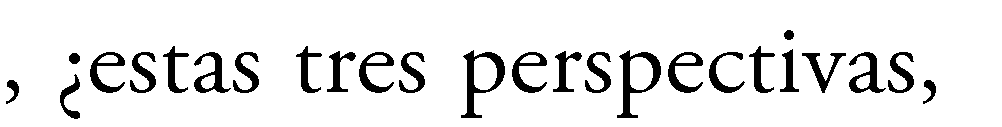 , ¿estas tres perspectivas,